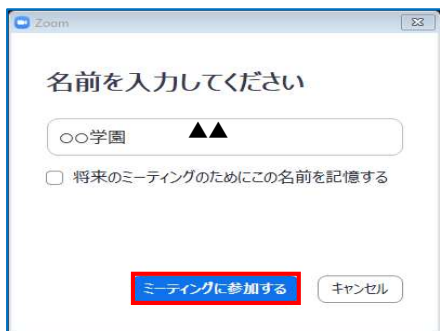 Zoom
名前を入力してください
○○学園 ▲▲
将来のミーティングのためにこの名前を記憶する
ミーティングに参加する キャンセル